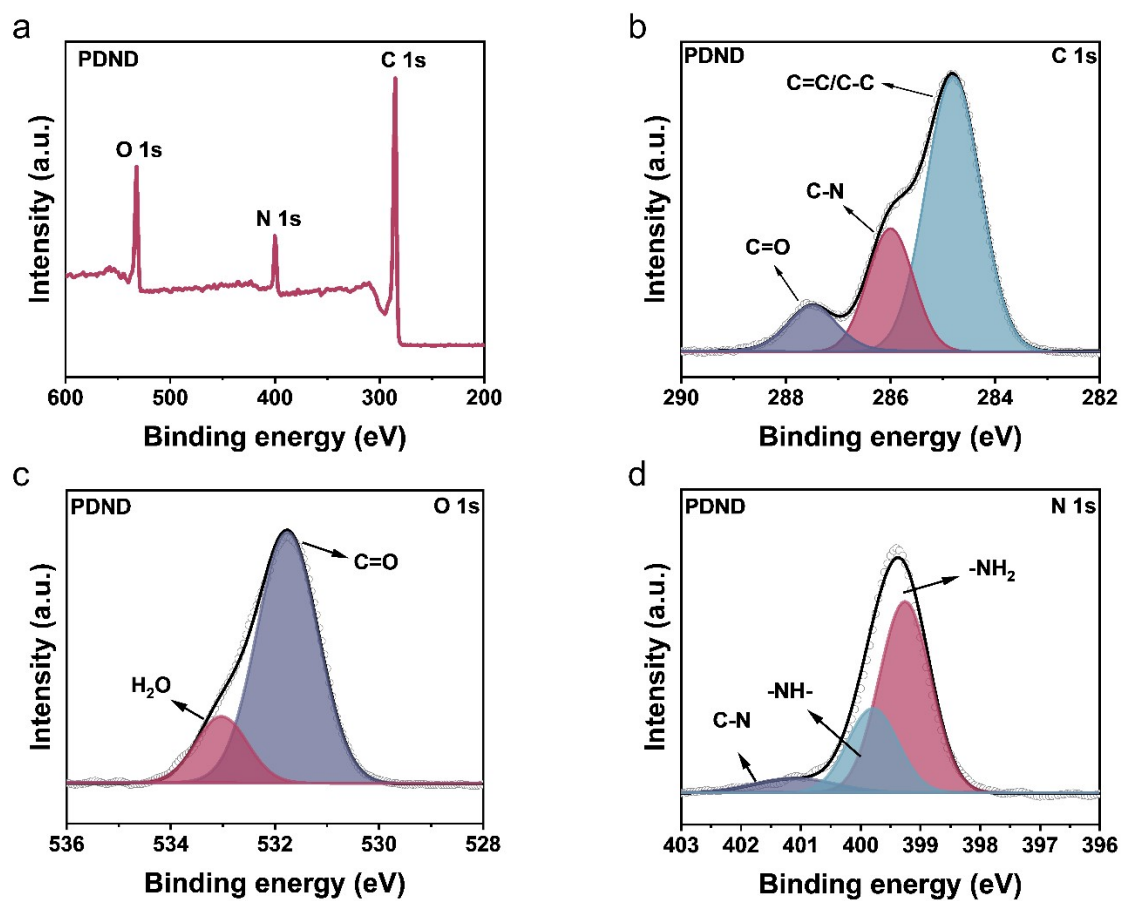 a
PDND
C 1s
O 1s
N 1s
Intensity (a.u.)
600 500 400 300 200
Binding energy (eV)
b
PDND C 1s
C=C/C-C
C-N
C=O
Intensity (a.u.)
290 288 286 284 282
Binding energy (eV)
c
PDND O 1s
C=O
H₂O
Intensity (a.u.)
536 534 532 530 528
Binding energy (eV)
d
PDND N 1s
-NH₂
-NH-
C-N
Intensity (a.u.)
403 402 401 400 399 398 397 396
Binding energy (eV)